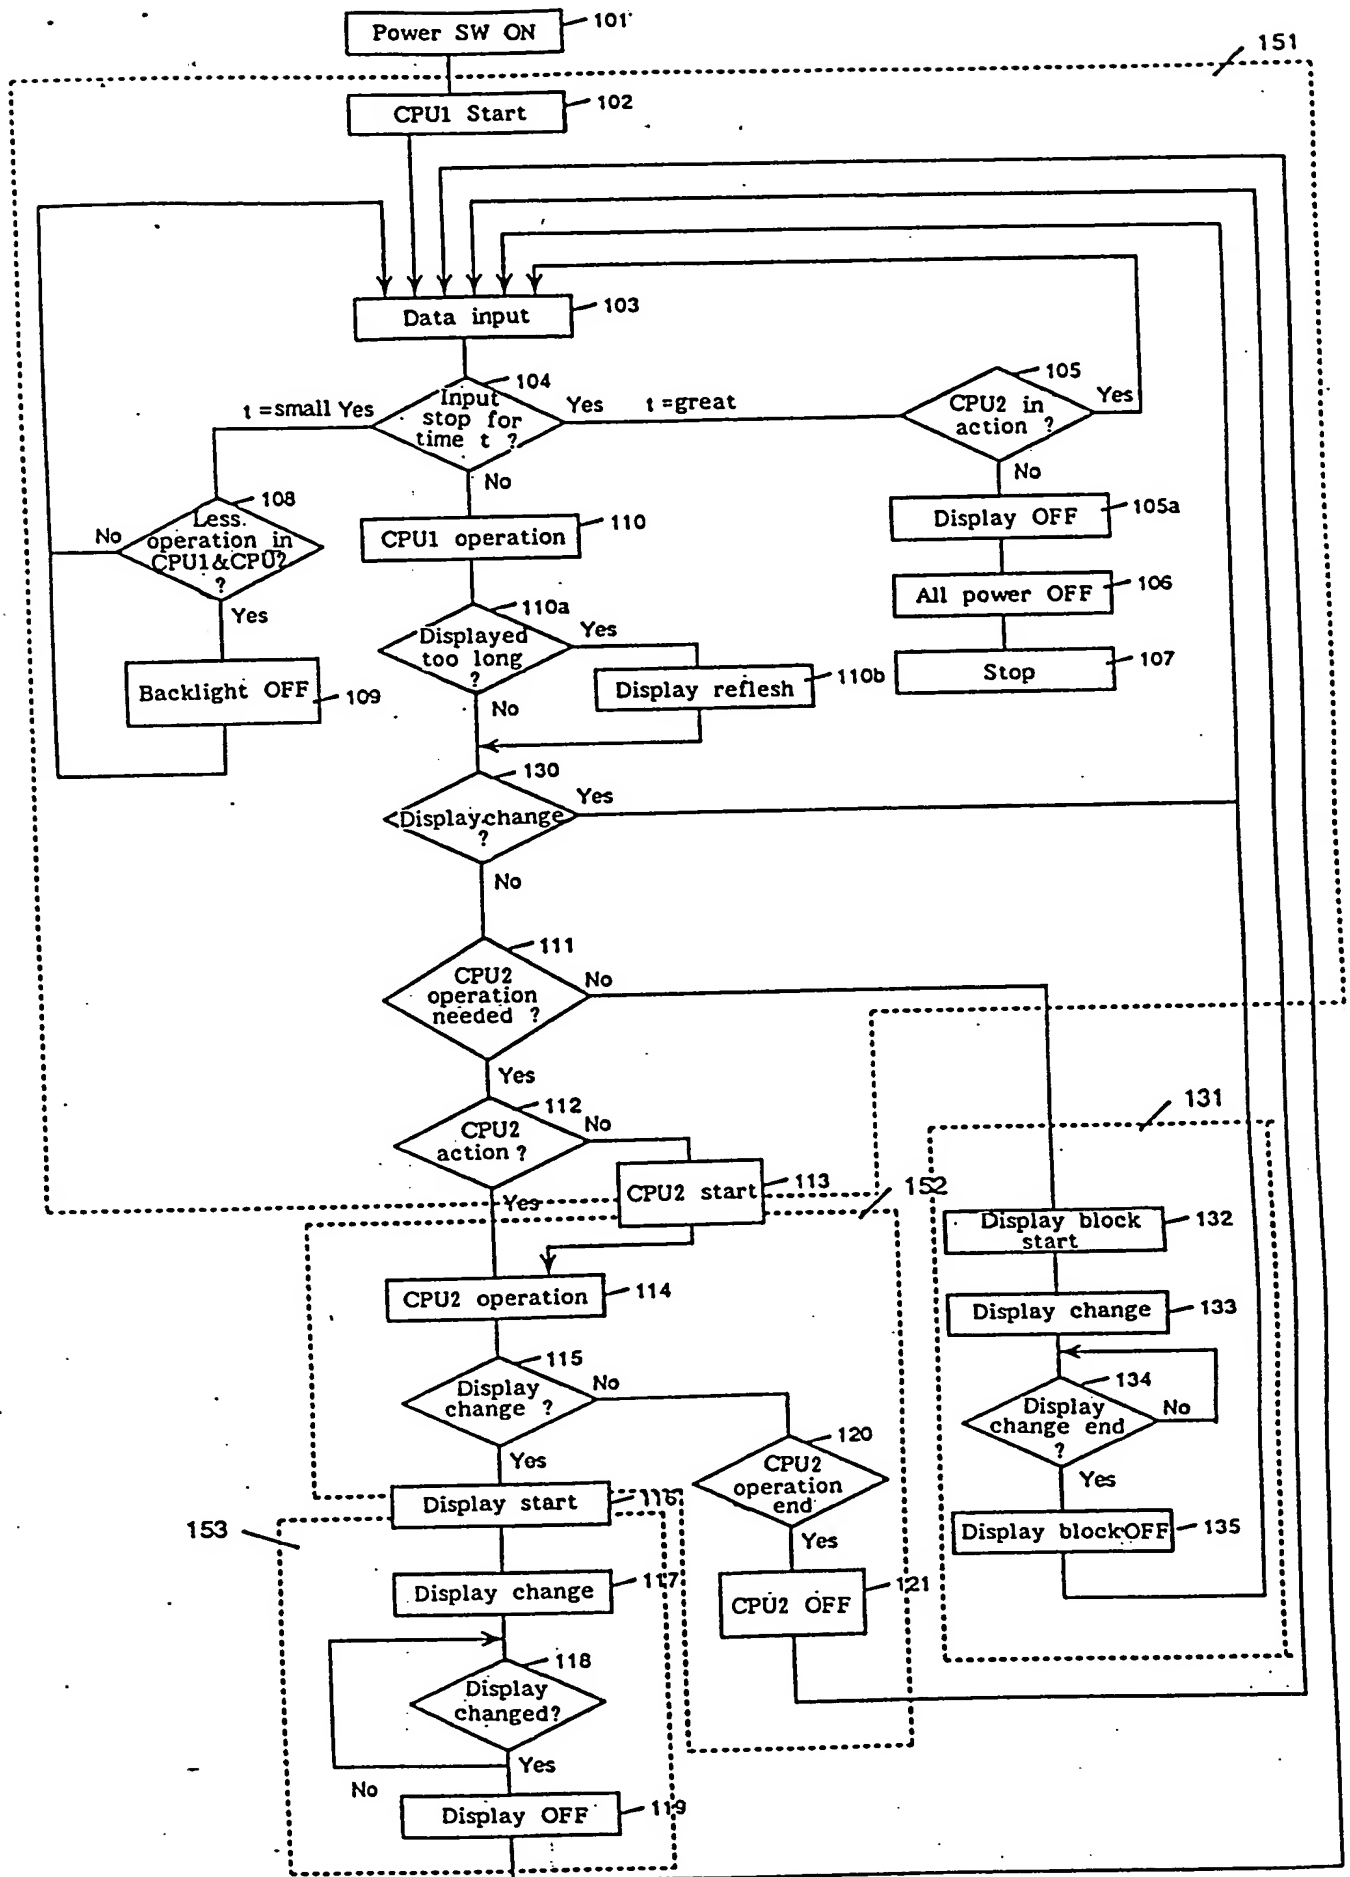 Power SW ON
101
151
CPU1 Start
102
Data input
103
104
Input
stop for
time t ?
t =small Yes
Yes
t =great
No
105
CPU2 in
action ?
Yes
No
Display OFF
105a
All power OFF
106
Stop
107
108
Less.
operation in
CPU1&CPU?
?
No
Yes
Backlight OFF
109
CPU1 operation
110
110a
Displayed
too long
?
Yes
No
Display reflesh
110b
130
Display change
?
Yes
No
111
CPU2
operation
needed ?
No
Yes
112
CPU2
action ?
No
Yes
CPU2 start
113
152
131
CPU2 operation
114
Display block
start
132
Display change
133
115
Display
change ?
No
Yes
134
Display
change end
?
No
Yes
120
CPU2
operation
end
Yes
Display start
116
Display block OFF
135
153
Display change
117
CPU2 OFF
121
118
Display
changed?
Yes
No
Display OFF
119